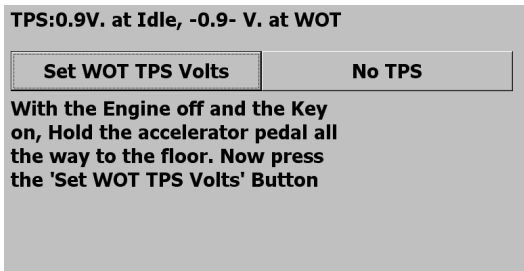 TPS:0.9V. at Idle, -0.9- V. at WOT
Set WOT TPS Volts No TPS
With the Engine off and the Key
on, Hold the accelerator pedal all
the way to the floor. Now press
the 'Set WOT TPS Volts' Button